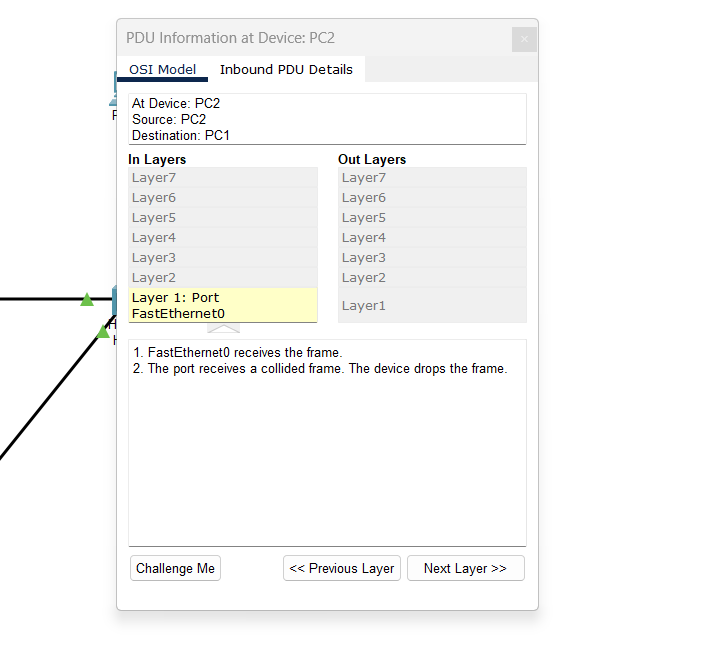 PDU Information at Device: PC2
OSI Model
Inbound PDU Details
At Device: PC2
Source: PC2
Destination: PC1
In Layers
Out Layers
Layer7
Layer7
Layer6
Layer6
Layer5
Layer5
Layer4
Layer4
Layer3
Layer3
Layer2
Layer2
Layer 1: Port
FastEthernet0
Layer1
1. FastEthernet0 receives the frame.
2. The port receives a collided frame. The device drops the frame.
Challenge Me
<< Previous Layer
Next Layer >>